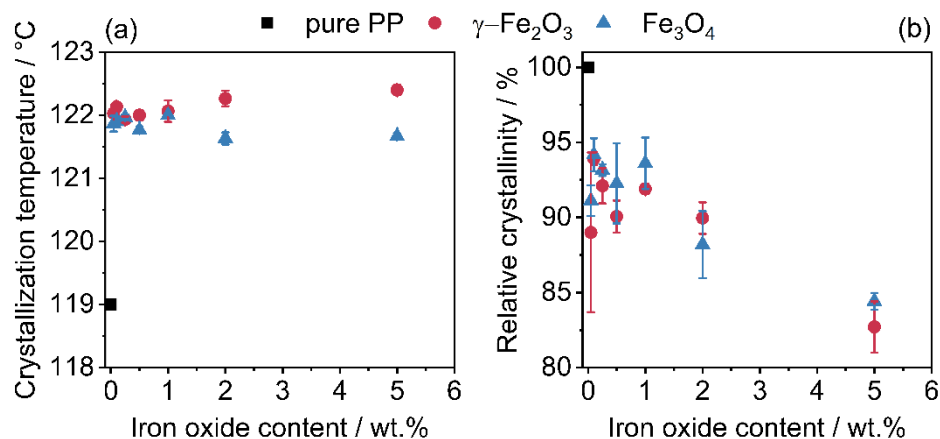 pure PP γ–Fe₂O₃ Fe₃O₄
(a)
Crystallization temperature / °C
123
122
121
120
119
118
0 1 2 3 4 5 6
Iron oxide content / wt.%
(b)
Relative crystallinity / %
100
95
90
85
80
0 1 2 3 4 5 6
Iron oxide content / wt.%